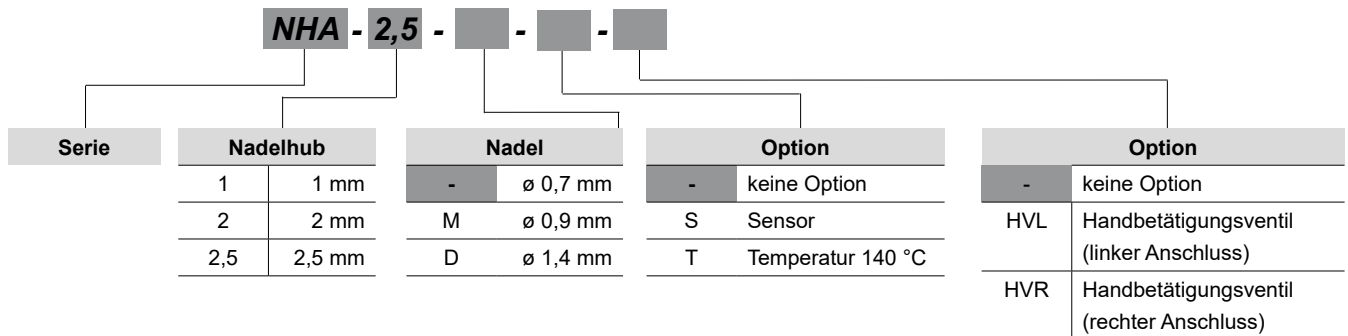 NHA - 2,5 - - -
Serie
Nadelhub
1 1 mm
2 2 mm
2,5 2,5 mm
Nadel
- ø 0,7 mm
M ø 0,9 mm
D ø 1,4 mm
Option
- keine Option
S Sensor
T Temperatur 140 °C
Option
- keine Option
HVL Handbetätigungsventil
(linker Anschluss)
HVR Handbetätigungsventil
(rechter Anschluss)